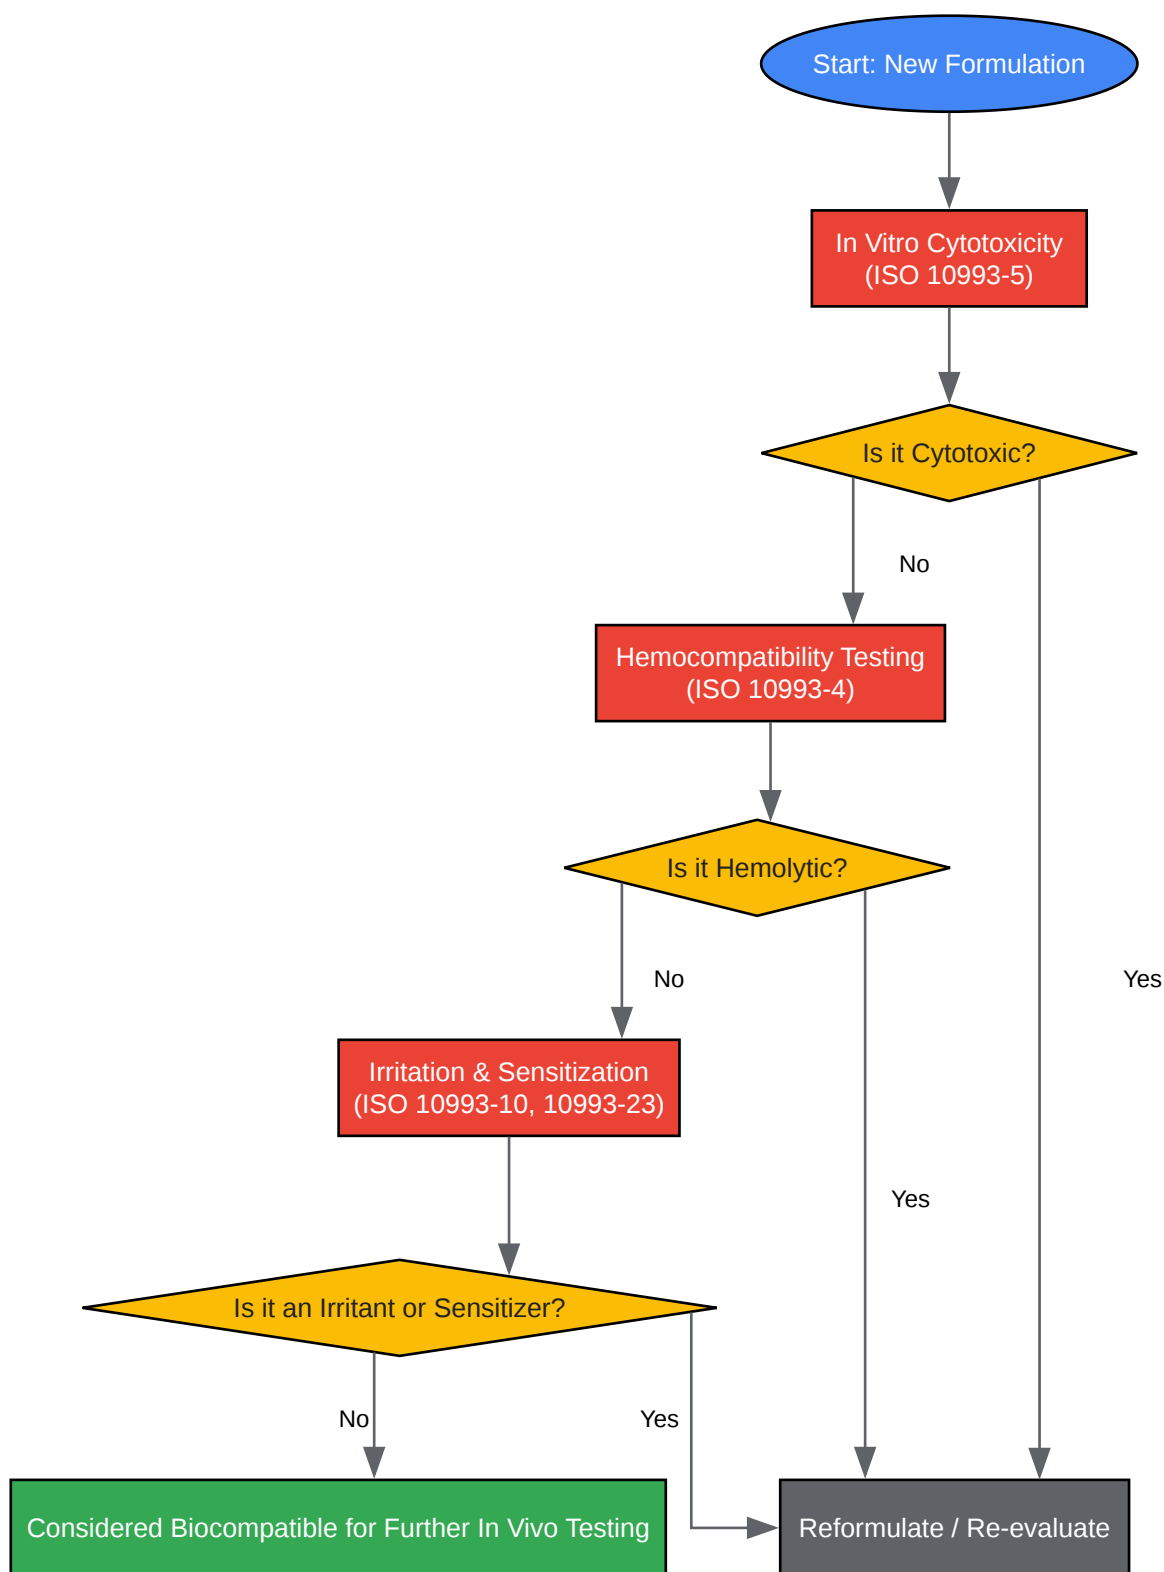 Start: New Formulation
In Vitro Cytotoxicity
(ISO 10993-5)
Is it Cytotoxic?
No
Hemocompatibility Testing
(ISO 10993-4)
Is it Hemolytic?
No
Yes
Irritation & Sensitization
(ISO 10993-10, 10993-23)
Yes
Is it an Irritant or Sensitizer?
No
Yes
Considered Biocompatible for Further In Vivo Testing
Reformulate / Re-evaluate